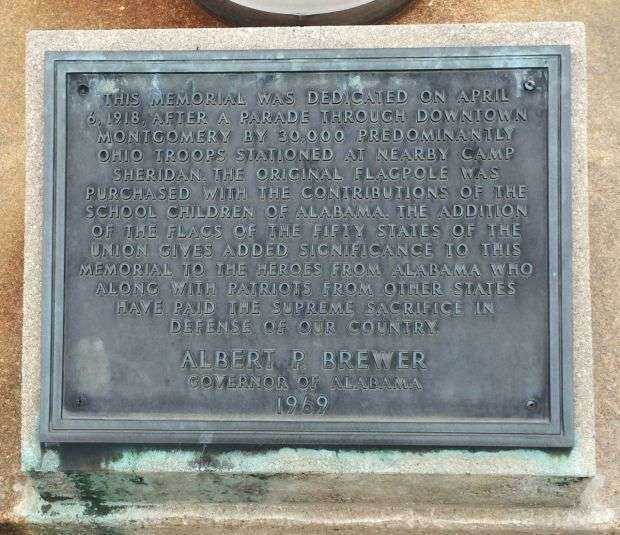 THIS MEMORIAL WAS DEDICATED ON APRIL
6, 1918, AFTER A PARADE THROUGH DOWNTOWN
MONTGOMERY BY 30,000 PREDOMINANTLY
OHIO TROOPS STATIONED AT NEARBY CAMP
SHERIDAN. THE ORIGINAL FLAGPOLE WAS
PURCHASED WITH THE CONTRIBUTIONS OF THE
SCHOOL CHILDREN OF ALABAMA. THE ADDITION
OF THE FLAGS OF THE FIFTY STATES OF THE
UNION GIVES ADDED SIGNIFICANCE TO THIS
MEMORIAL TO THE HEROES FROM ALABAMA WHO
ALONG WITH PATRIOTS FROM OTHER STATES
HAVE PAID THE SUPREME SACRIFICE IN
DEFENSE OF OUR COUNTRY.
ALBERT P. BREWER
GOVERNOR OF ALABAMA
1969